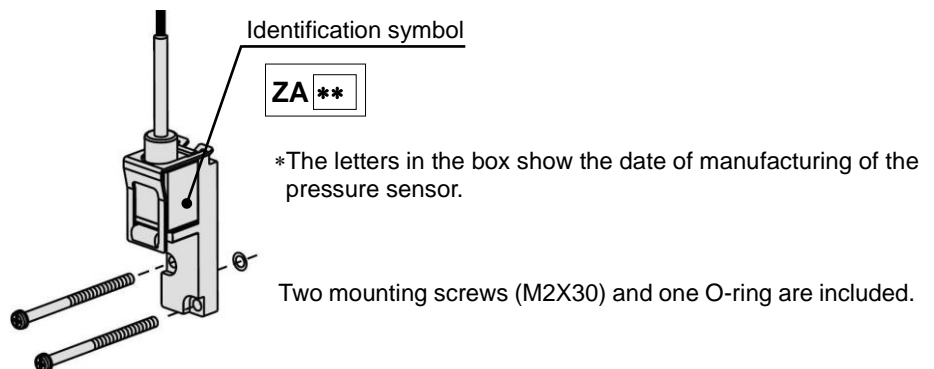 Identification symbol
ZA **
*The letters in the box show the date of manufacturing of the
pressure sensor.
Two mounting screws (M2X30) and one O-ring are included.